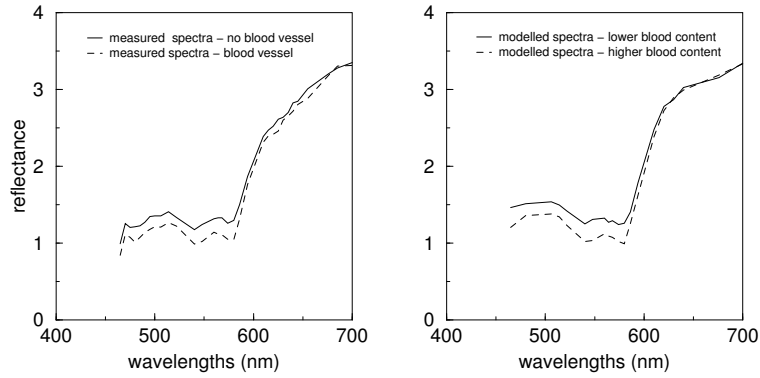 measured spectra – no blood vessel
measured spectra – blood vessel
4
3
2
1
0
reflectance
400 500 600 700
wavelengths (nm)
modelled spectra – lower blood content
modelled spectra – higher blood content
4
3
2
1
0
400 500 600 700
wavelengths (nm)